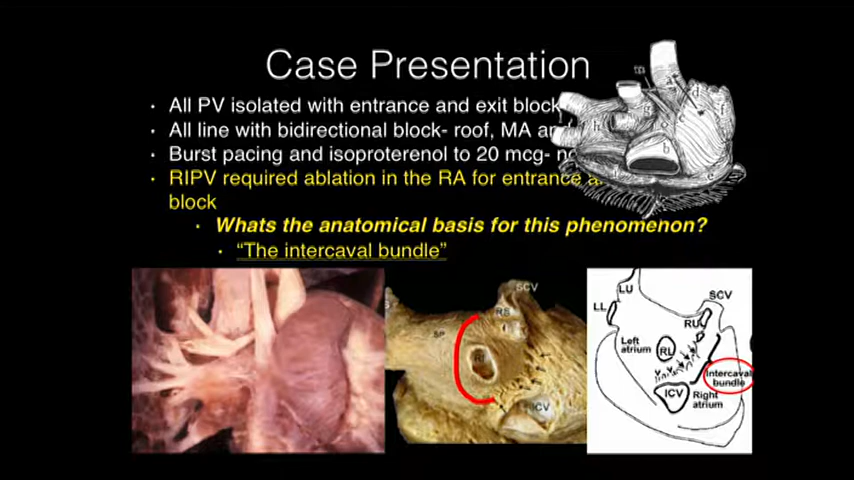 Case Presentation
· All PV isolated with entrance and exit block
· All line with bidirectional block- roof, MA an
· Burst pacing and isoproterenol to 20 mcg-
· RIPV required ablation in the RA for entrance a
block
· Whats the anatomical basis for this phenomenon?
· “The intercaval bundle”
h
g
d
f
c
b
e
SCV
RS
SP
RI
ICV
LU
SCV
LL
RU
Left
atrium
RL
Intercaval
bundle
ICV
Right
atrium